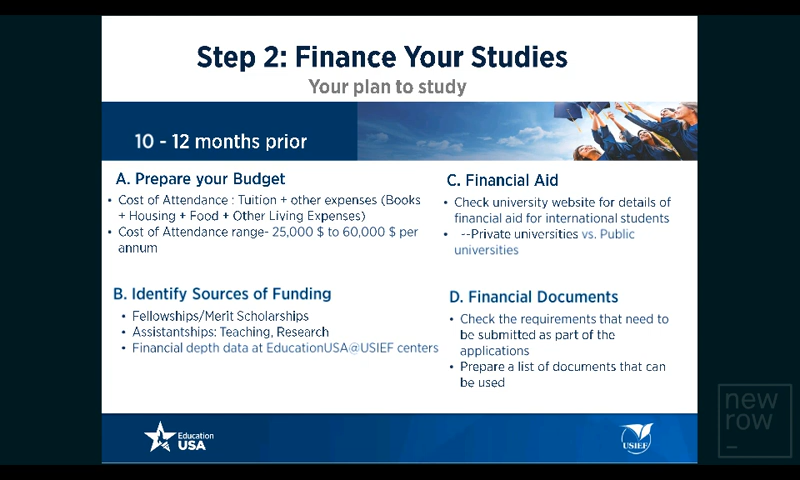 Step 2: Finance Your Studies
Your plan to study
10 - 12 months prior
A. Prepare your Budget
• Cost of Attendance : Tuition + other expenses (Books
+ Housing + Food + Other Living Expenses)
• Cost of Attendance range- 25,000 $ to 60,000 $ per
annum
B. Identify Sources of Funding
• Fellowships/Merit Scholarships
• Assistantships: Teaching, Research
• Financial depth data at EducationUSA@USIEF centers
C. Financial Aid
• Check university website for details of
financial aid for international students
• --Private universities vs. Public
universities
D. Financial Documents
• Check the requirements that need to
be submitted as part of the
applications
• Prepare a list of documents that can
be used
Education
USA
USIEF
new
row